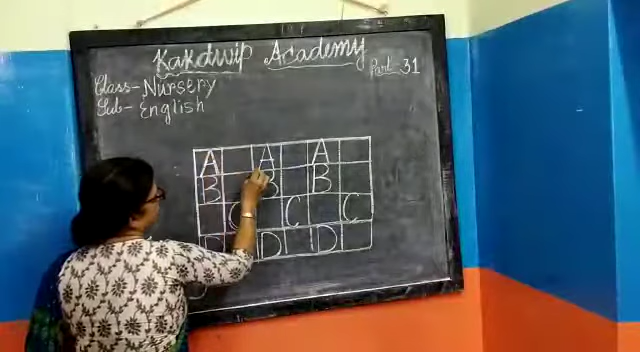 Kakdwip Academy
Part-31
Class- Nursery
Sub- English
A A A
B B B
C C C
D D D